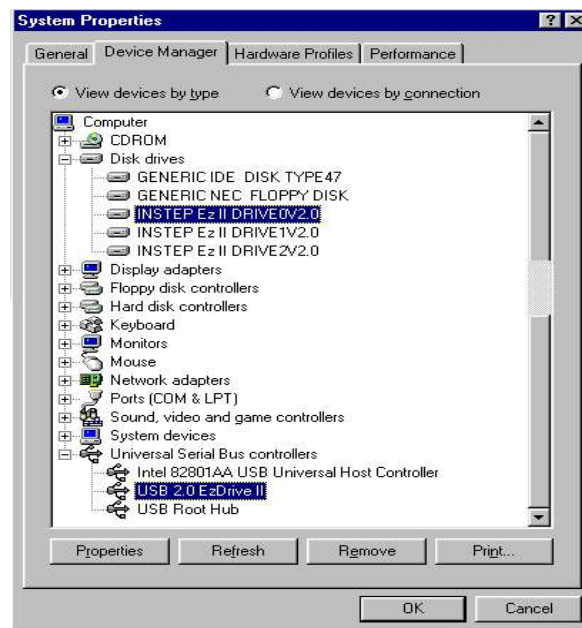 System Properties
General Device Manager Hardware Profiles Performance
View devices by type View devices by connection
Computer
CDROM
Disk drives
GENERIC IDE DISK TYPE47
GENERIC NEC FLOPPY DISK
INSTEP Ez II DRIVE0V2.0
INSTEP Ez II DRIVE1V2.0
INSTEP Ez II DRIVE2V2.0
Display adapters
Floppy disk controllers
Hard disk controllers
Keyboard
Monitors
Mouse
Network adapters
Ports (COM & LPT)
Sound, video and game controllers
System devices
Universal Serial Bus controllers
Intel 82801AA USB Universal Host Controller
USB 2.0 EzDrive II
USB Root Hub
Properties Refresh Remove Print...
OK Cancel